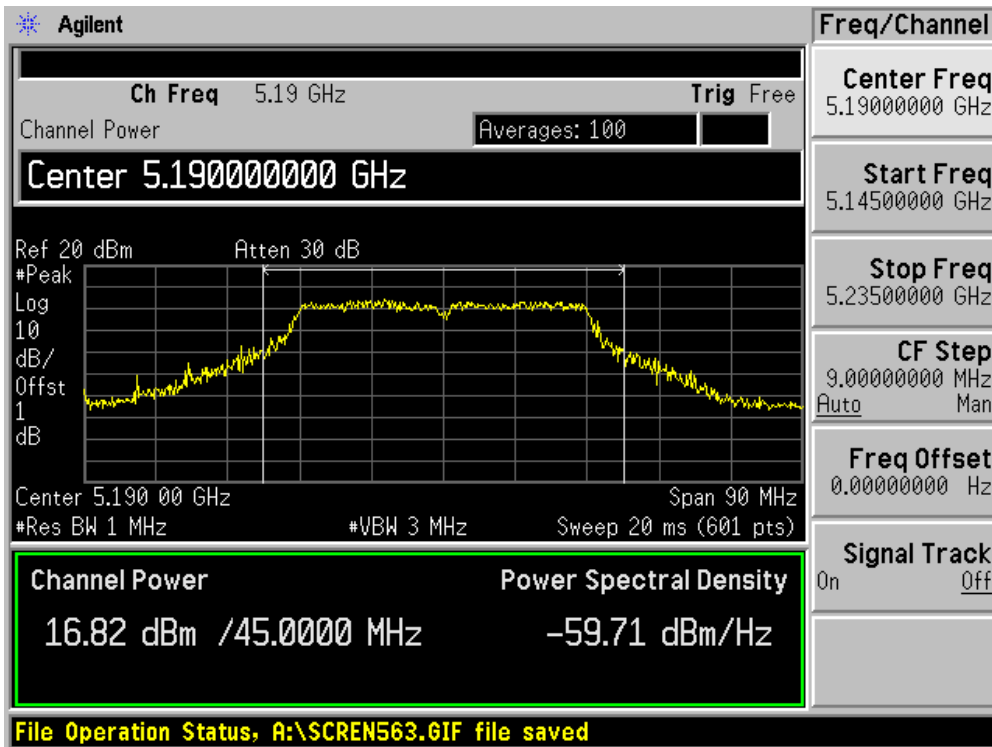 Agilent
Ch Freq 5.19 GHz Trig Free
Channel Power Averages: 100
Center 5.190000000 GHz
Ref 20 dBm Atten 30 dB
#Peak
Log
10
dB/
Offst
1
dB
Center 5.190 00 GHz Span 90 MHz
#Res BW 1 MHz #VBW 3 MHz Sweep 20 ms (601 pts)
Channel Power Power Spectral Density
16.82 dBm /45.0000 MHz -59.71 dBm/Hz
File Operation Status, A:\SCREN563.GIF file saved
Freq/Channel
Center Freq
5.19000000 GHz
Start Freq
5.14500000 GHz
Stop Freq
5.23500000 GHz
CF Step
9.00000000 MHz
Auto Man
Freq Offset
0.00000000 Hz
Signal Track
On Off